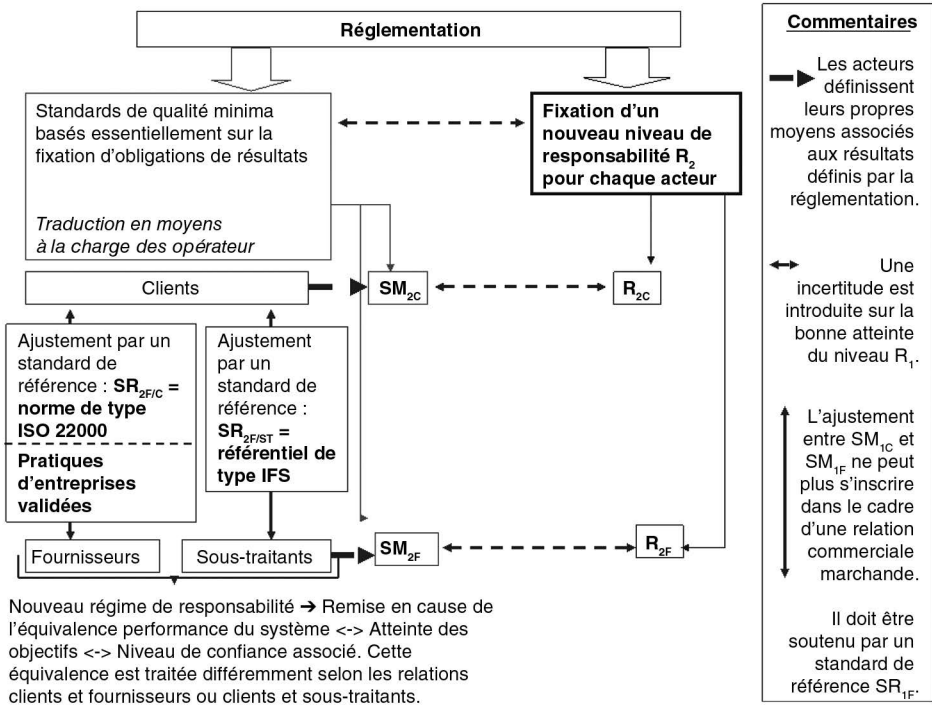 Réglementation
Standards de qualité minima
basés essentiellement sur la
fixation d'obligations de résultats
Traduction en moyens
à la charge des opérateur
Fixation d'un
nouveau niveau de
responsabilité R2
pour chaque acteur
Clients
SM2C
R2C
Ajustement par un
standard de
référence : SR2F/C =
norme de type
ISO 22000
Pratiques
d'entreprises
validées
Ajustement
par un
standard de
référence :
SR2F/ST =
référentiel de
type IFS
Fournisseurs
Sous-traitants
SM2F
R2F
Nouveau régime de responsabilité ➔ Remise en cause de
l'équivalence performance du système <-> Atteinte des
objectifs <-> Niveau de confiance associé. Cette
équivalence est traitée différemment selon les relations
clients et fournisseurs ou clients et sous-traitants.
Commentaires
Les acteurs
définissent
leurs propres
moyens associés
aux résultats
définis par la
réglementation.
Une
incertitude est
introduite sur la
bonne atteinte
du niveau R1.
L'ajustement
entre SM1C et
SM1F ne peut
plus s'inscrire
dans le cadre
d'une relation
commerciale
marchande.
Il doit être
soutenu par un
standard de
référence SR1F.